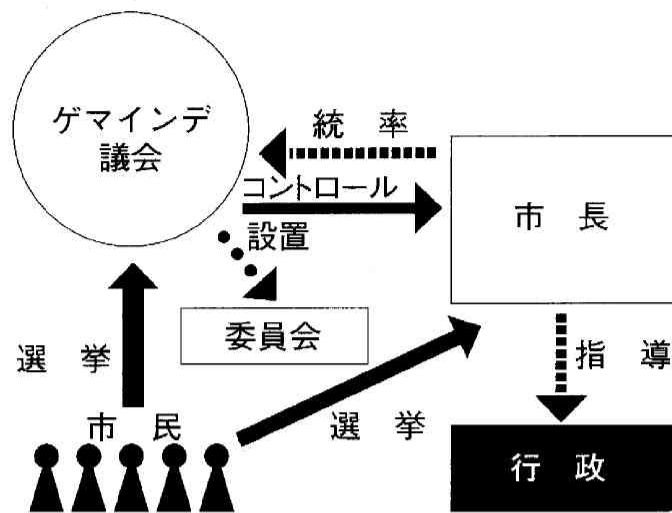 ゲマインデ
議会
統 率
コントロール
市 長
設置
委員会
選 挙
指 導
市 民
選 挙
行 政